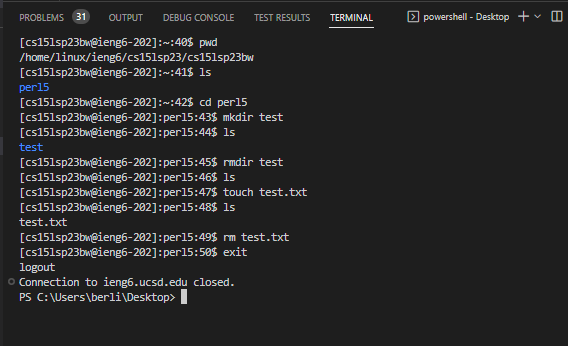 PROBLEMS 31 OUTPUT DEBUG CONSOLE TEST RESULTS TERMINAL powershell - Desktop
[cs15lsp23bw@ieng6-202]:~:40$ pwd
/home/linux/ieng6/cs15lsp23/cs15lsp23bw
[cs15lsp23bw@ieng6-202]:~:41$ ls
perl5
[cs15lsp23bw@ieng6-202]:~:42$ cd perl5
[cs15lsp23bw@ieng6-202]:perl5:43$ mkdir test
[cs15lsp23bw@ieng6-202]:perl5:44$ ls
test
[cs15lsp23bw@ieng6-202]:perl5:45$ rmdir test
[cs15lsp23bw@ieng6-202]:perl5:46$ ls
[cs15lsp23bw@ieng6-202]:perl5:47$ touch test.txt
[cs15lsp23bw@ieng6-202]:perl5:48$ ls
test.txt
[cs15lsp23bw@ieng6-202]:perl5:49$ rm test.txt
[cs15lsp23bw@ieng6-202]:perl5:50$ exit
logout
Connection to ieng6.ucsd.edu closed.
PS C:\Users\berli\Desktop>